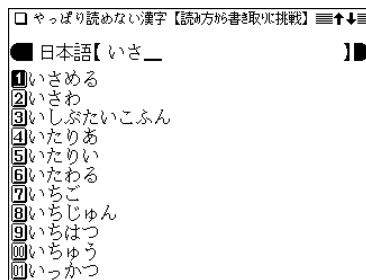 やっぱり読めない漢字【読み方から書き取りに挑戦】
日本語【いさ__ 】
1いさめる
2いさわ
3いしぶたいこふん
4いたりあ
5いたりい
6いたわる
7いちご
8いちじゅん
9いちはつ
00いちゅう
01いっかつ